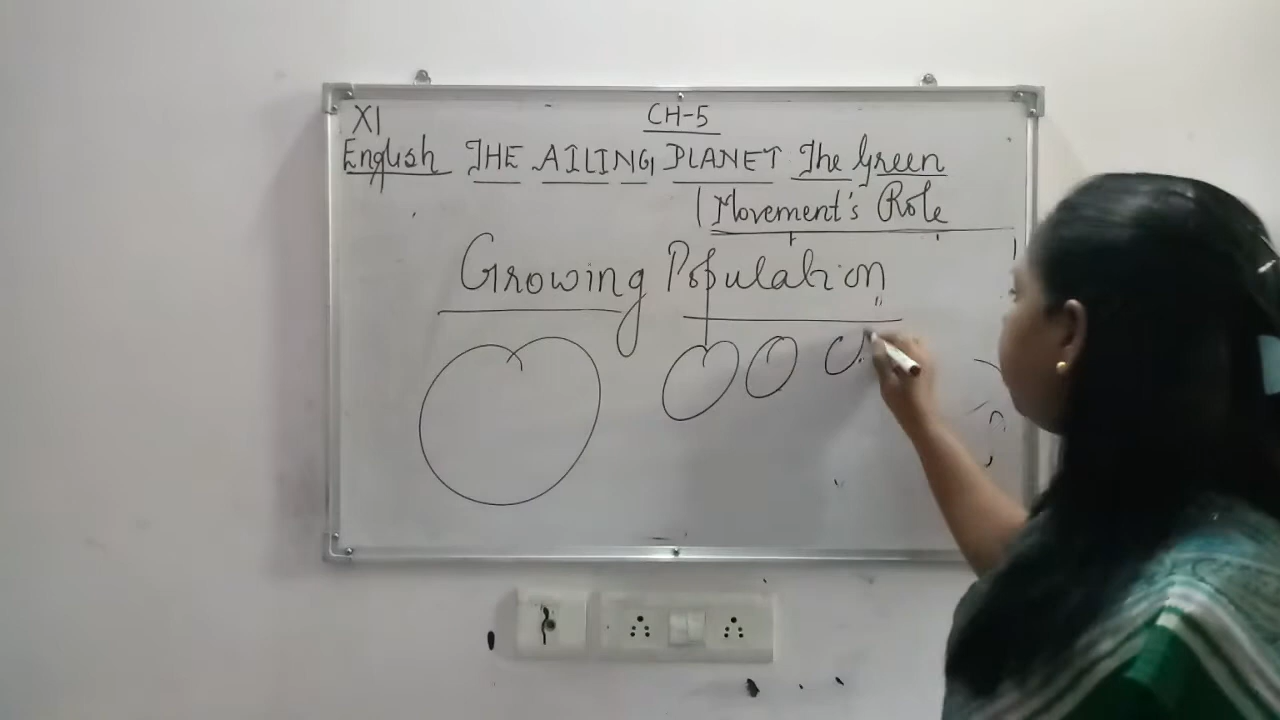 XI
CH-5
English THE AILING PLANET The Green
Movement's Role
Growing Population